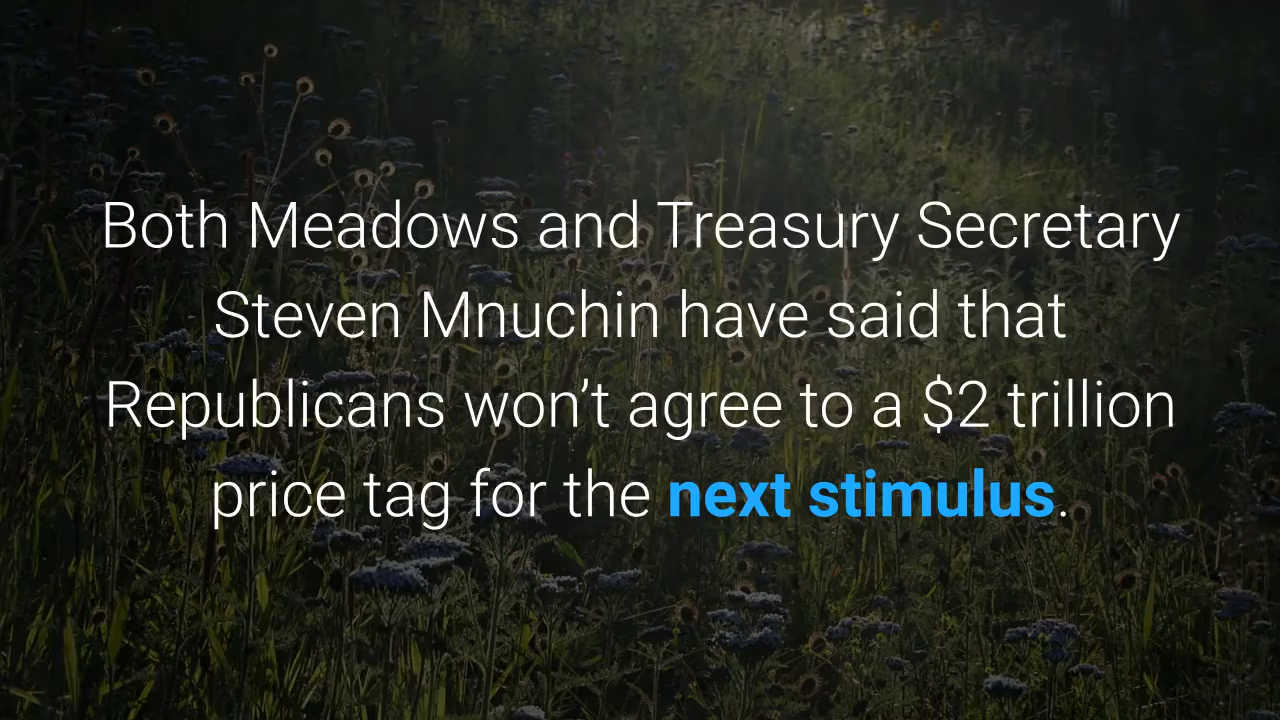 Both Meadows and Treasury Secretary
Steven Mnuchin have said that
Republicans won’t agree to a $2 trillion
price tag for the next stimulus.